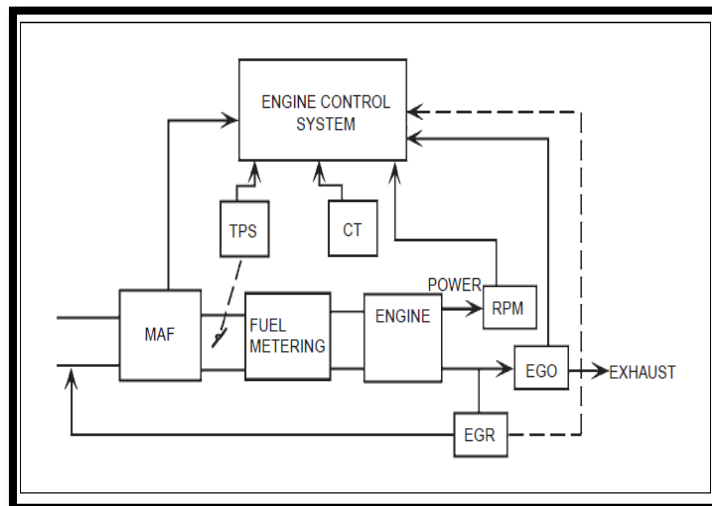 ENGINE CONTROL
SYSTEM
TPS
CT
POWER
RPM
MAF
FUEL
METERING
ENGINE
EGO
EXHAUST
EGR